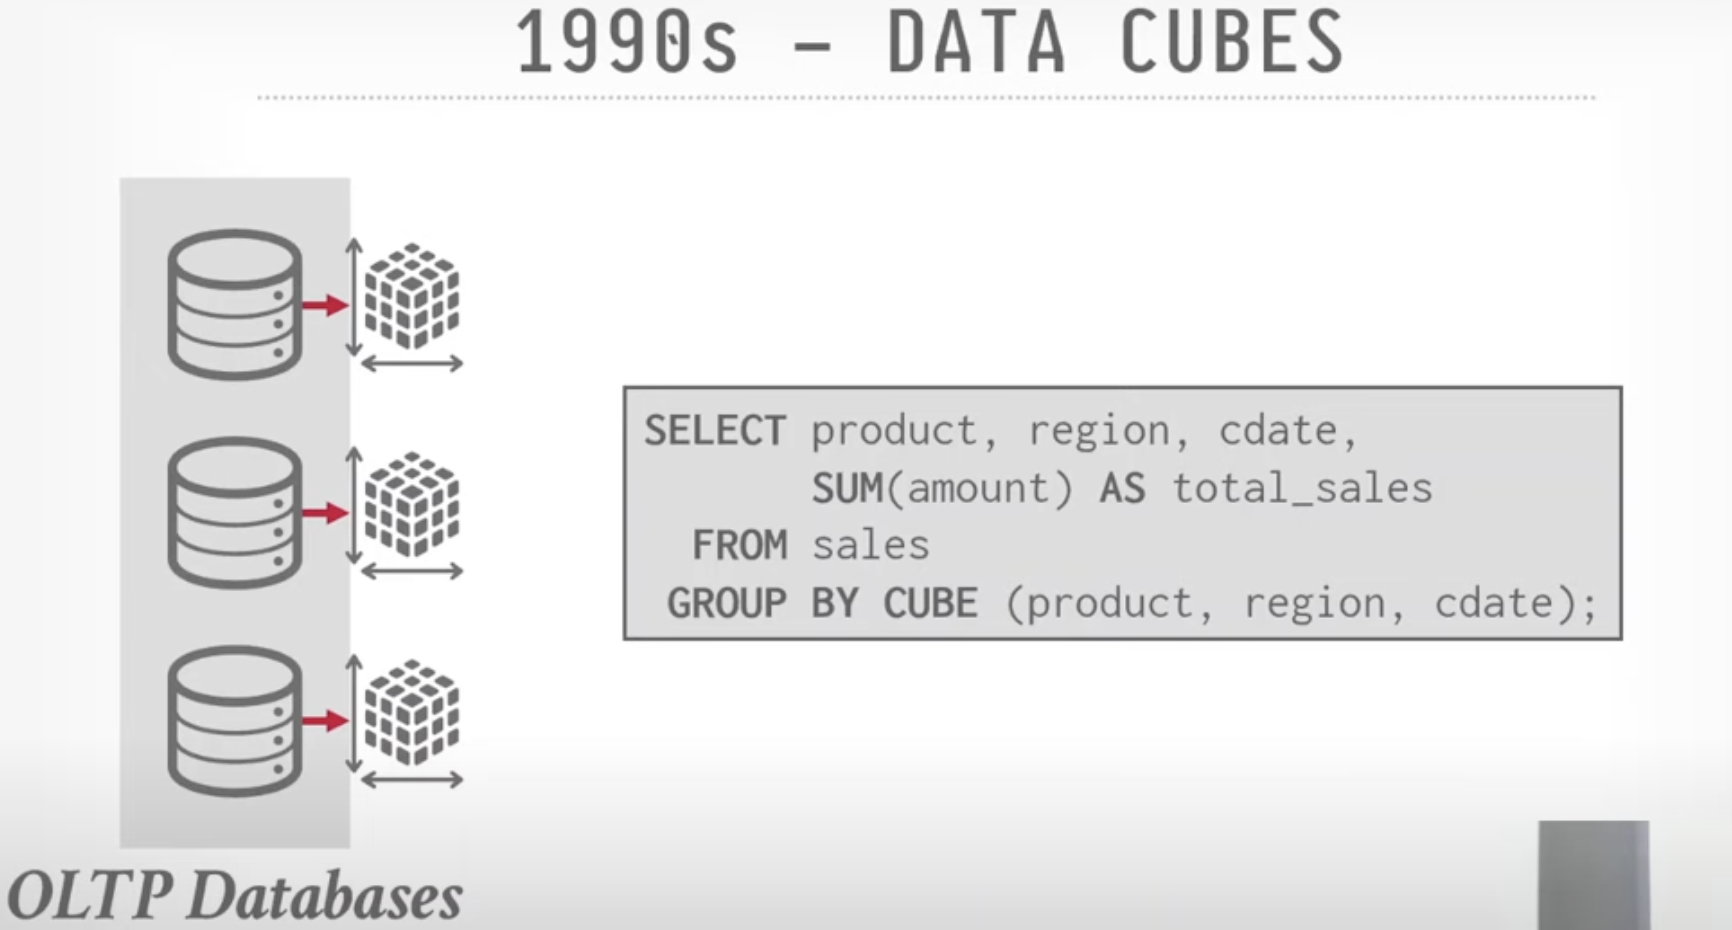 1990s – DATA CUBES
SELECT product, region, cdate,
SUM(amount) AS total_sales
FROM sales
GROUP BY CUBE (product, region, cdate);
OLTP Databases